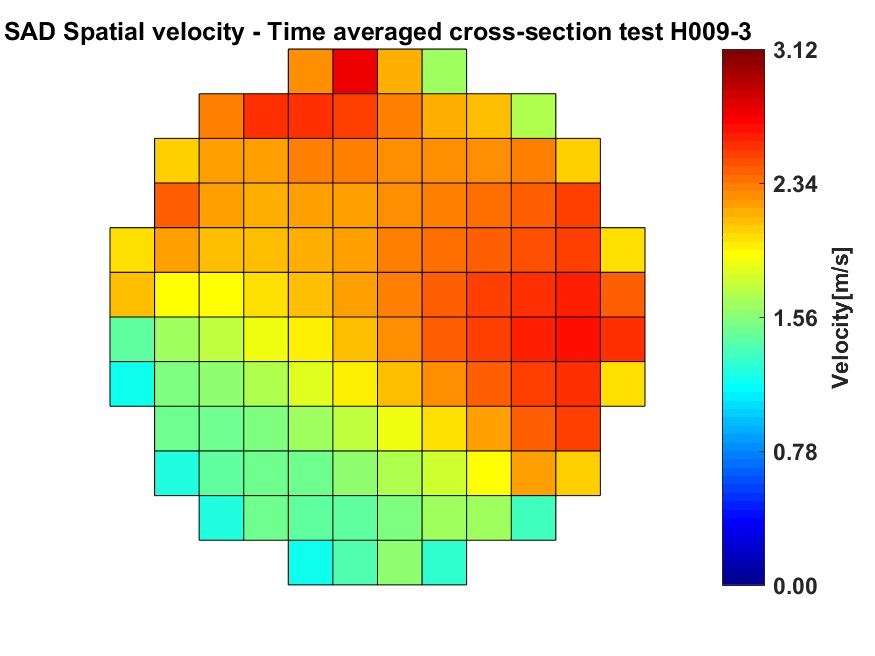 SAD Spatial velocity - Time averaged cross-section test H009-3
3.12
2.34
1.56
0.78
0.00
Velocity[m/s]